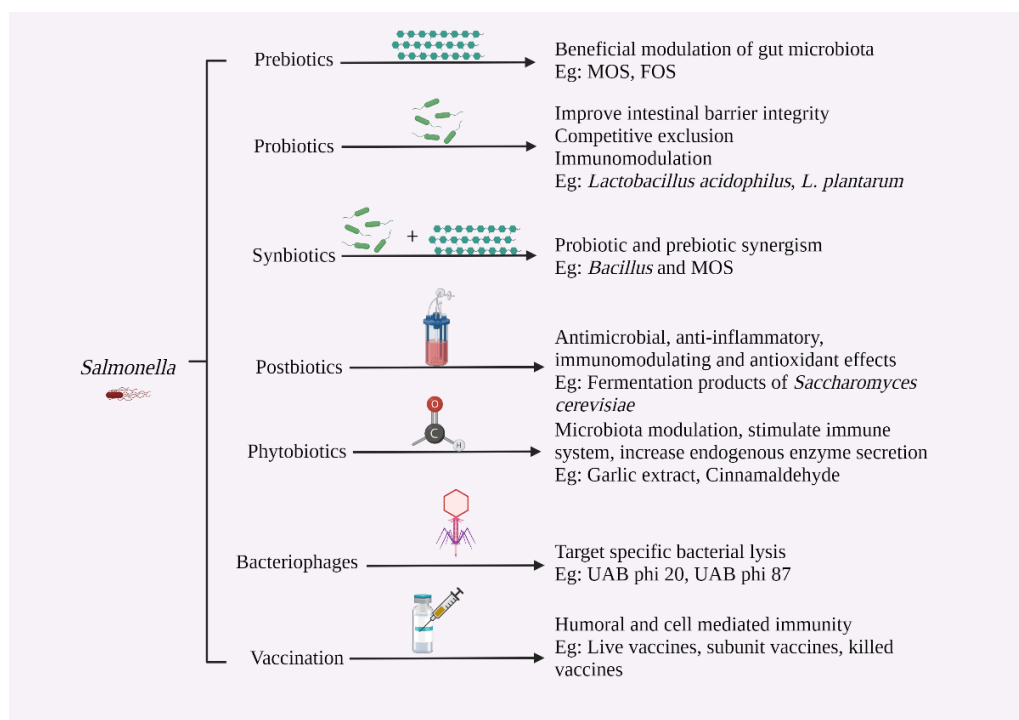 Prebiotics
Beneficial modulation of gut microbiota
Eg: MOS, FOS
Probiotics
Improve intestinal barrier integrity
Competitive exclusion
Immunomodulation
Eg: Lactobacillus acidophilus, L. plantarum
+
Synbiotics
Probiotic and prebiotic synergism
Eg: Bacillus and MOS
Salmonella
Postbiotics
Antimicrobial, anti-inflammatory,
immunomodulating and antioxidant effects
Eg: Fermentation products of Saccharomyces
cerevisiae
O
C
H
Phytobiotics
Microbiota modulation, stimulate immune
system, increase endogenous enzyme secretion
Eg: Garlic extract, Cinnamaldehyde
Bacteriophages
Target specific bacterial lysis
Eg: UAB phi 20, UAB phi 87
Vaccination
Humoral and cell mediated immunity
Eg: Live vaccines, subunit vaccines, killed
vaccines